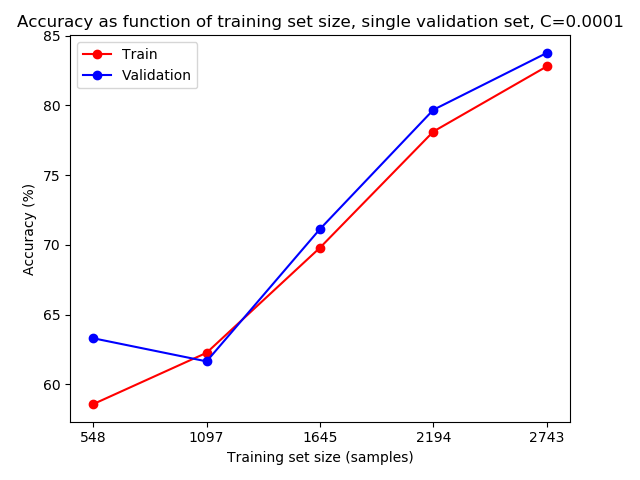 Accuracy as function of training set size, single validation set, C=0.0001
85
Train
Validation
80
75
70
65
60
Accuracy (%)
548 1097 1645 2194 2743
Training set size (samples)